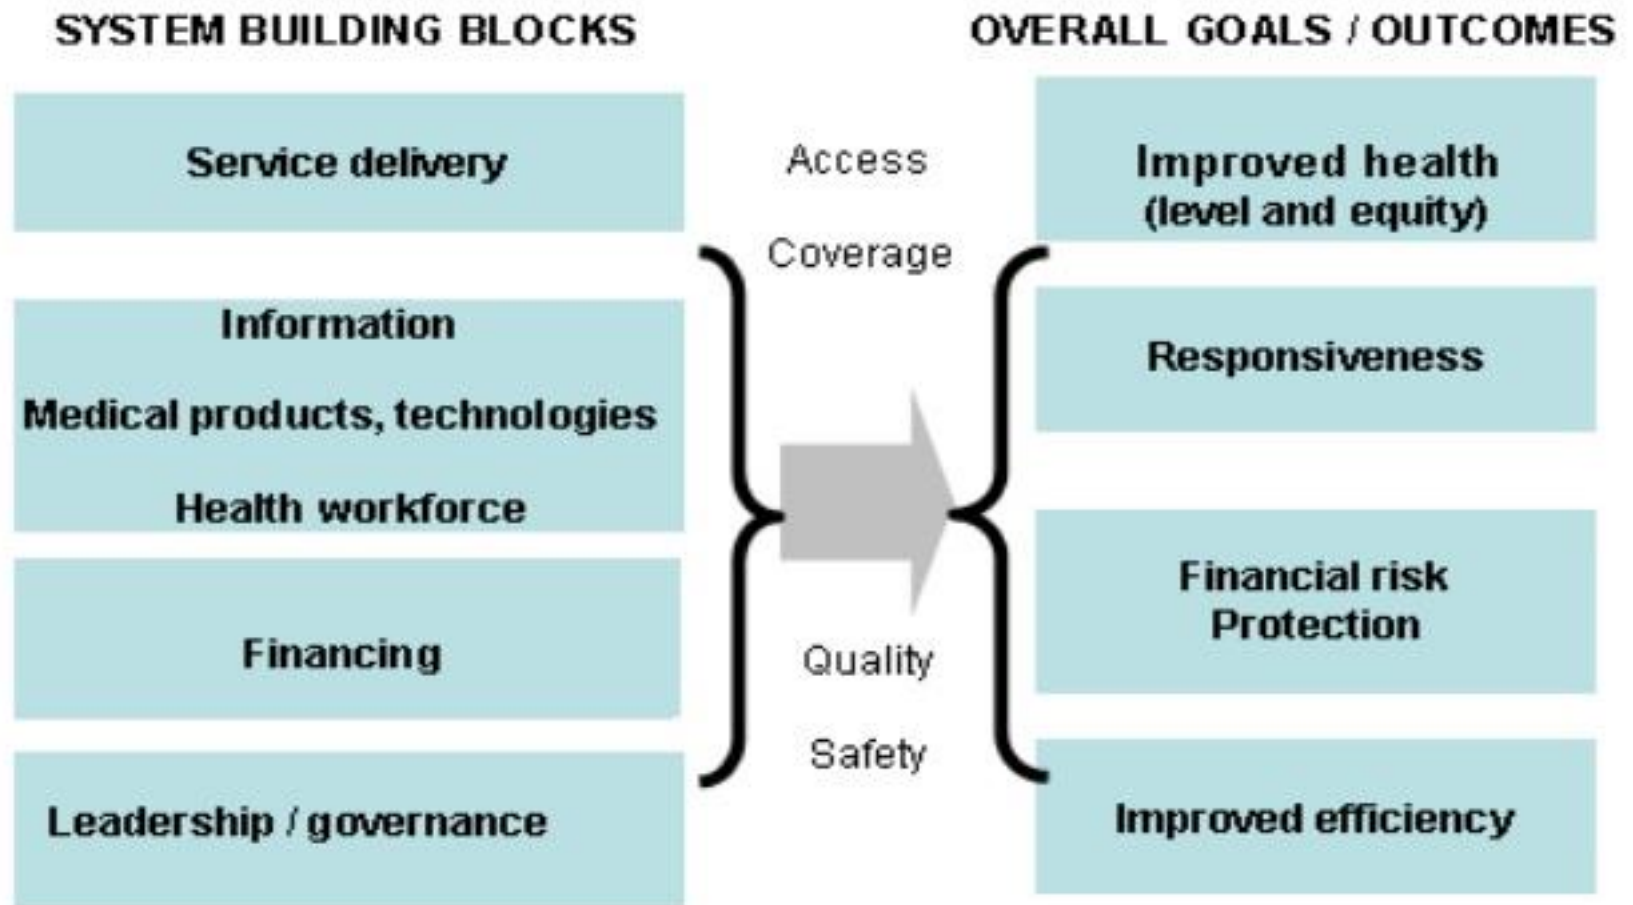 SYSTEM BUILDING BLOCKS
Service delivery
Information
Medical products, technologies
Health workforce
Financing
Leadership / governance
Access
Coverage
Quality
Safety
OVERALL GOALS / OUTCOMES
Improved health
(level and equity)
Responsiveness
Financial risk
Protection
Improved efficiency